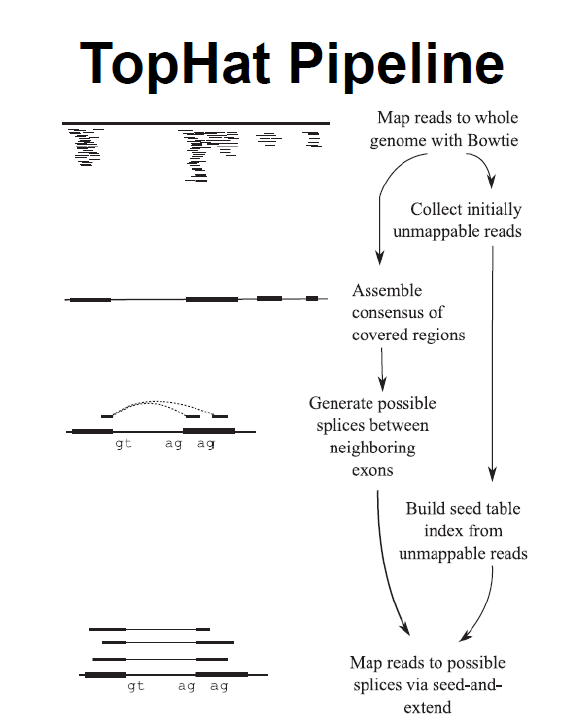 TopHat Pipeline
Map reads to whole
genome with Bowtie
Collect initially
unmappable reads
Assemble
consensus of
covered regions
Generate possible
splices between
neighboring
exons
gt ag ag
Build seed table
index from
unmappable reads
Map reads to possible
splices via seed-and-
extend
gt ag ag